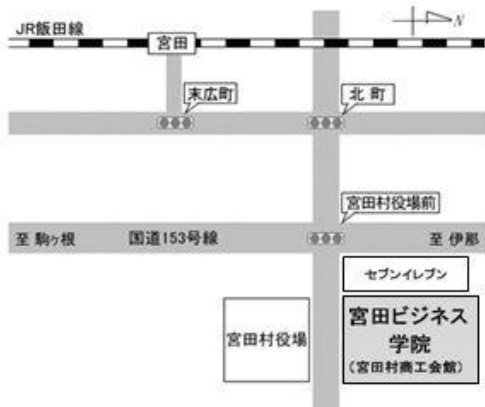 JR飯田線
N
宮田
末広町
北町
宮田村役場前
至 駒ヶ根
国道153号線
至 伊那
セブンイレブン
宮田村役場
宮田ビジネス
学院
(宮田村商工会館)